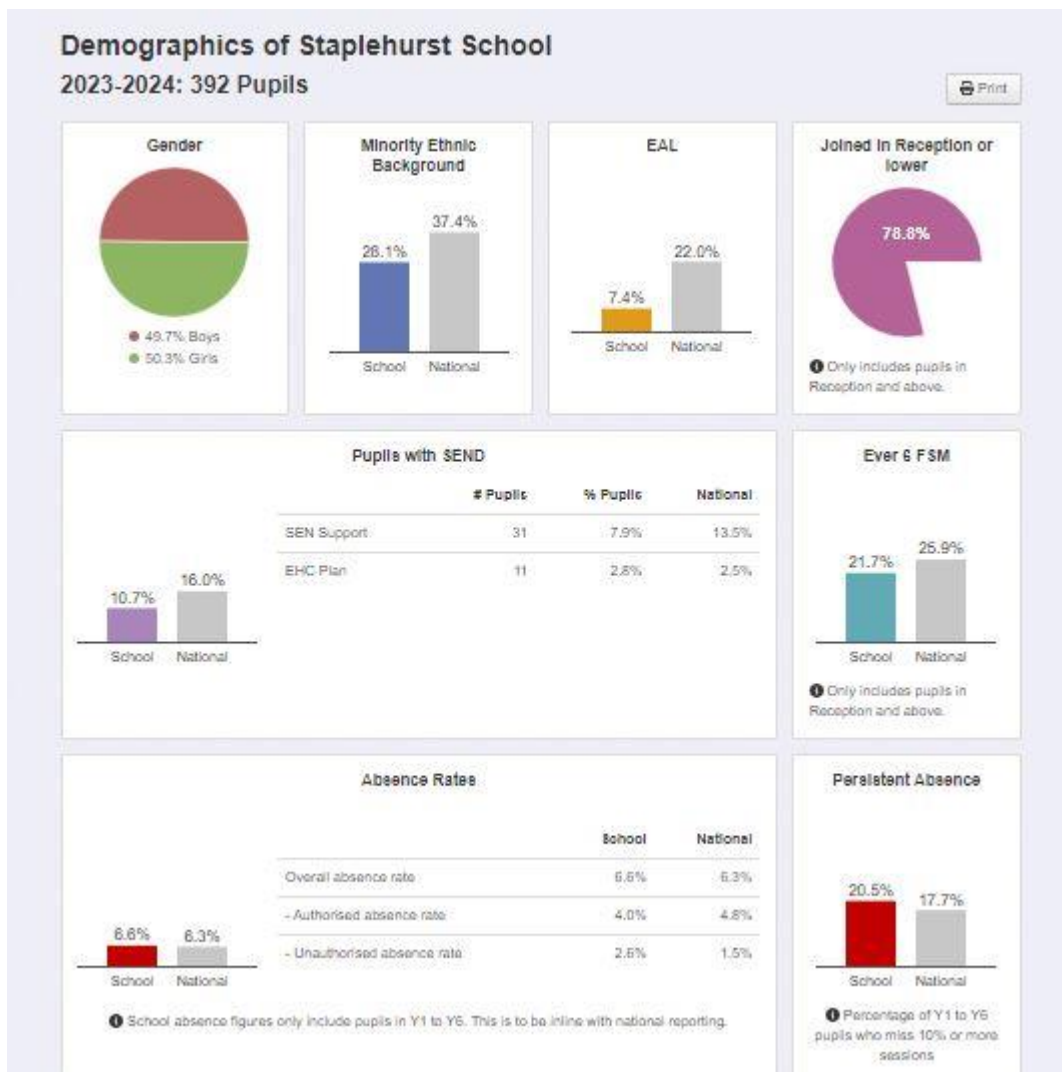 Demographics of Staplehurst School
2023-2024: 392 Pupils
Print
Gender
49.7% Boys
50.3% Girls
Minority Ethnic
Background
28.1%
37.4%
School National
EAL
7.4%
22.0%
School National
Joined in Reception or
lower
78.8%
Only includes pupils in
Reception and above.
Pupils with SEND
10.7%
16.0%
School National
# Pupils % Pupils National
SEN Support 31 7.9% 13.5%
EHC Plan 11 2.8% 2.5%
Ever 6 FSM
21.7%
25.9%
School National
Only includes pupils in
Reception and above.
Absence Rates
6.6% 6.3%
School National
School National
Overall absence rate 6.6% 6.3%
- Authorised absence rate 4.0% 4.8%
- Unauthorised absence rate 2.6% 1.5%
School absence figures only include pupils in Y1 to Y6. This is to be inline with national reporting.
Persistent Absence
20.5%
17.7%
School National
Percentage of Y1 to Y6
pupils who miss 10% or more
sessions